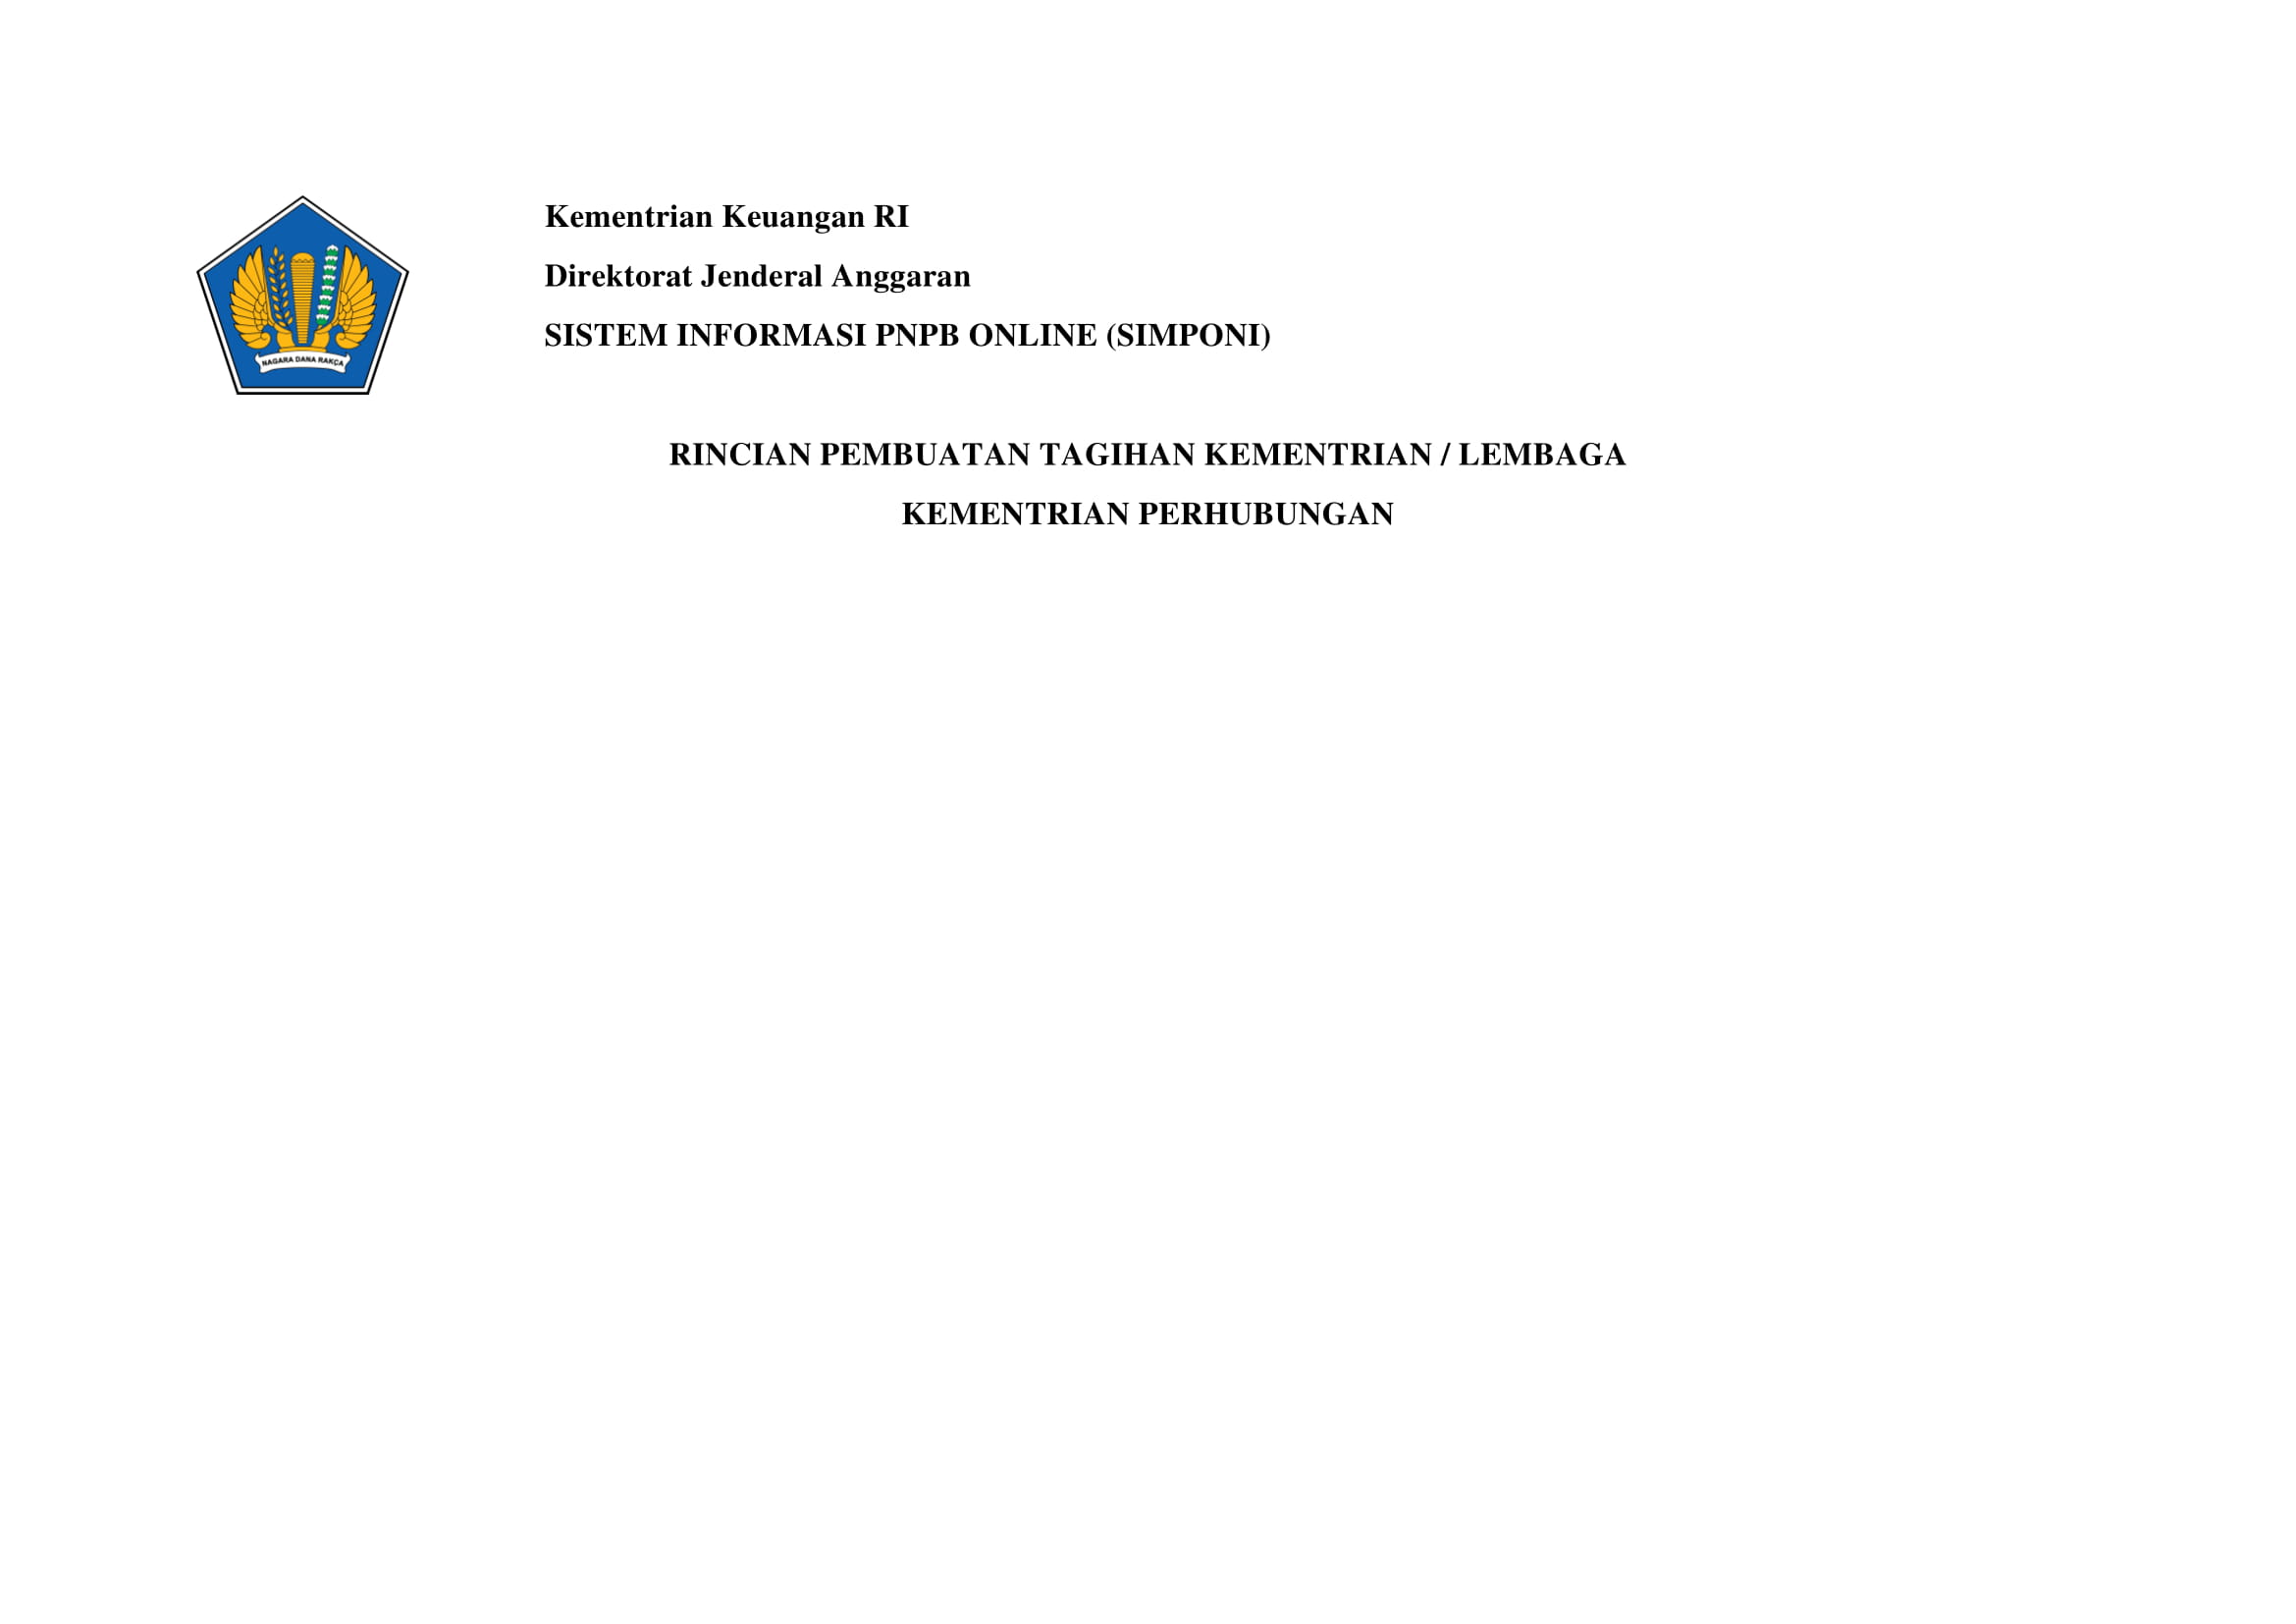 Kementrian Keuangan RI
Direktorat Jenderal Anggaran
SISTEM INFORMASI PNPB ONLINE (SIMPONI)
NAGARA DANA RAKÇA
RINCIAN PEMBUATAN TAGIHAN KEMENTRIAN / LEMBAGA
KEMENTRIAN PERHUBUNGAN